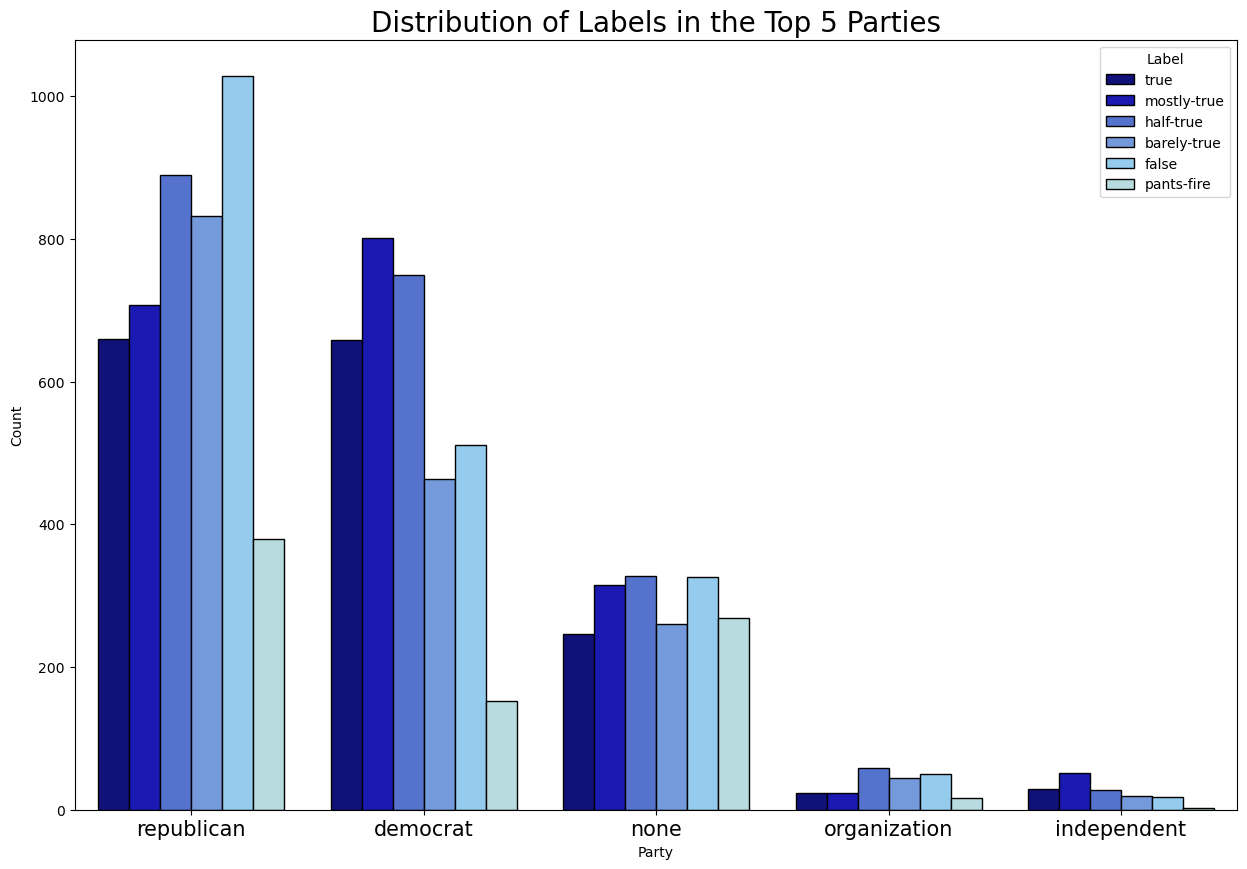 Distribution of Labels in the Top 5 Parties
Label
true
mostly-true
half-true
barely-true
false
pants-fire
1000
800
600
400
200
0
Count
republican democrat none organization independent
Party